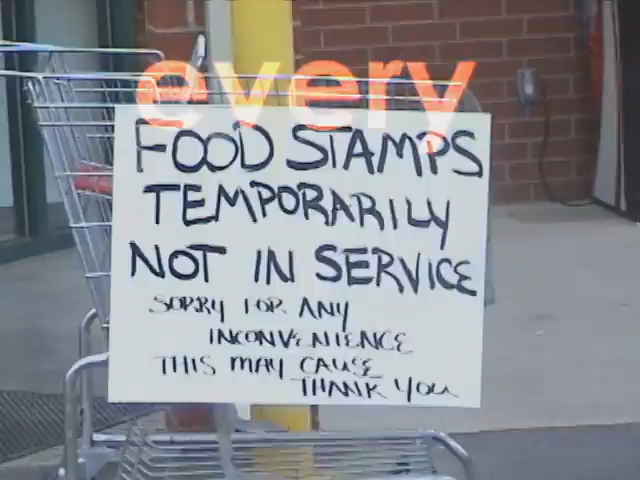 every
FOOD STAMPS
TEMPORARILY
NOT IN SERVICE
SORRY FOR ANY
INCONVENIENCE
THIS MAY CAUSE
THANK YOU